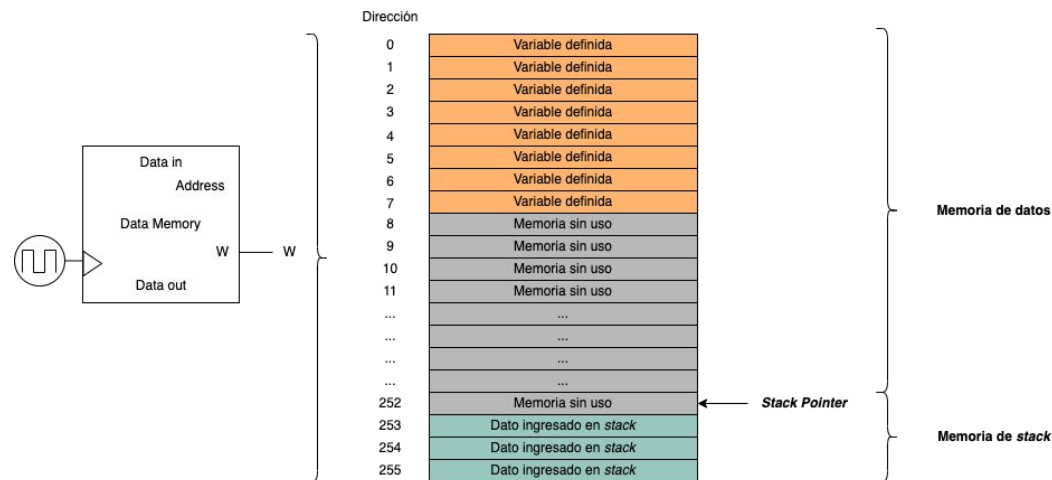 Dirección
0 Variable definida
1 Variable definida
2 Variable definida
3 Variable definida
4 Variable definida
5 Variable definida
6 Variable definida
7 Variable definida
8 Memoria sin uso
9 Memoria sin uso
10 Memoria sin uso
11 Memoria sin uso
... ...
... ...
... ...
... ...
252 Memoria sin uso
253 Dato ingresado en stack
254 Dato ingresado en stack
255 Dato ingresado en stack
Data in
Address
Data Memory
W W
Data out
Memoria de datos
Stack Pointer
Memoria de stack